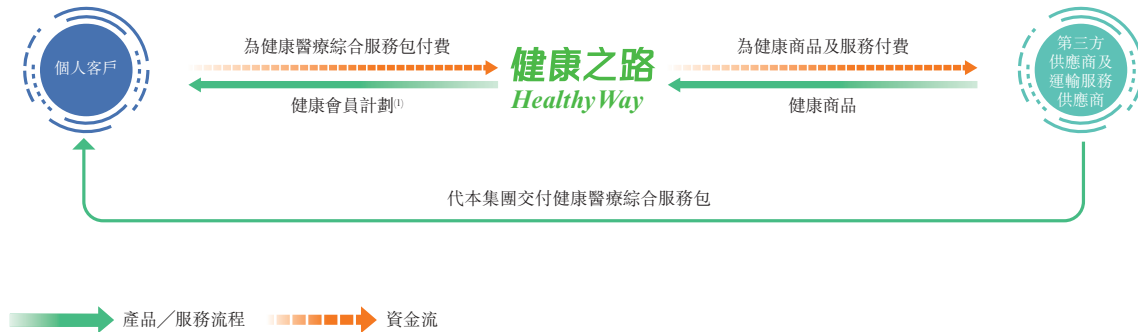 個人客戶
為健康醫療綜合服務包付費
健康會員計劃(1)
健康之路
HealthyWay
為健康商品及服務付費
健康商品
第三方
供應商及
運輸服務
供應商
代本集團交付健康醫療綜合服務包
產品／服務流程
資金流